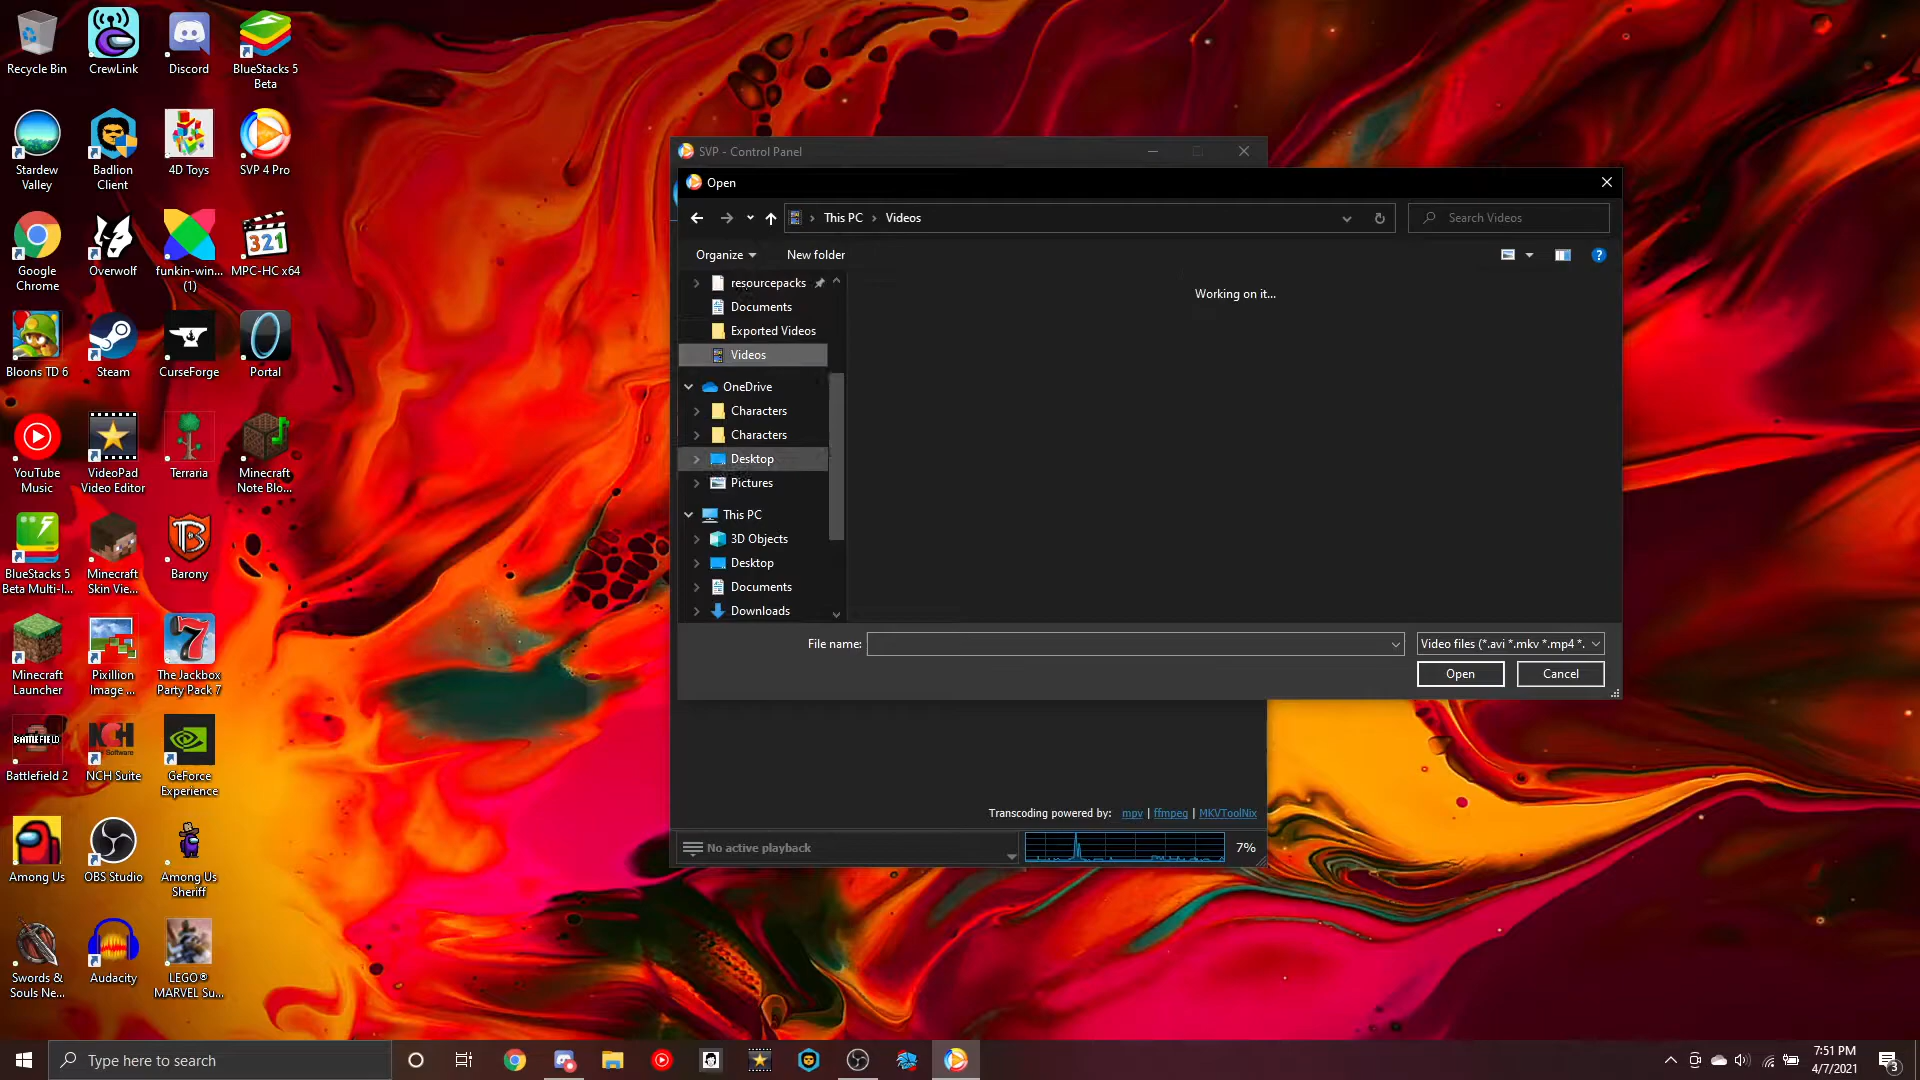 Recycle Bin
CrewLink
Discord
BlueStacks 5
Beta
Stardew
Valley
Badlion
Client
4D Toys
SVP 4 Pro
Google
Chrome
Overwolf
funkin-win...
(1)
321
MPC-HC x64
Bloons TD 6
Steam
CurseForge
Portal
YouTube
Music
VideoPad
Video Editor
Terraria
Minecraft
Note Blo...
BlueStacks 5
Beta Multi-I...
Minecraft
Skin Vie...
Barony
Minecraft
Launcher
Pixillion
Image ...
7
The Jackbox
Party Pack 7
BATTLEFIELD
Battlefield 2
NCH
Software
NCH Suite
GeForce
Experience
Among Us
OBS Studio
Among Us
Sheriff
Swords &
Souls Ne...
Audacity
LEGO®
MARVEL Su...
SVP - Control Panel
Open
This PC
Videos
Search Videos
Organize
New folder
resourcepacks
Documents
Exported Videos
Videos
OneDrive
Characters
Characters
Desktop
Pictures
This PC
3D Objects
Desktop
Documents
Downloads
Working on it...
File name:
Video files (*.avi *.mkv *.mp4 *.
Open
Cancel
Transcoding powered by: mpv | ffmpeg | MKVToolNix
No active playback
7%
Type here to search
7:51 PM
4/7/2021
3